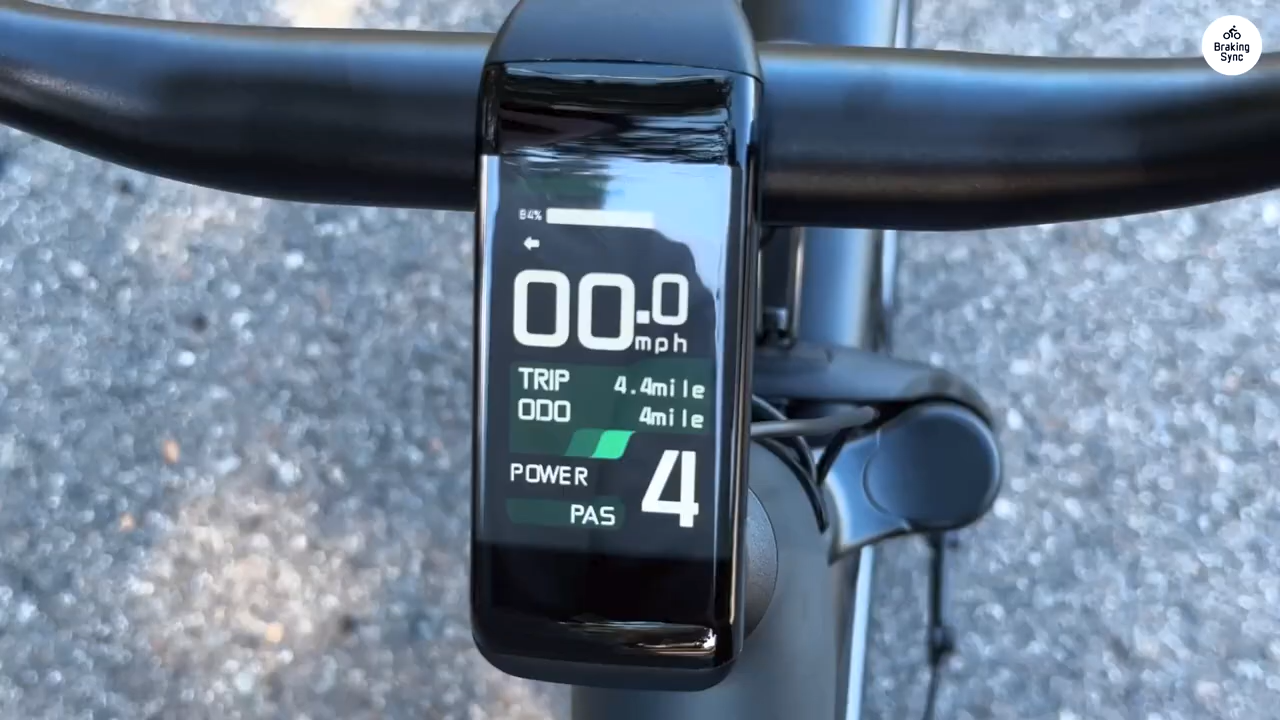 Braking
Sync
84%
00.0
mph
TRIP 4.4mile
ODO 4mile
POWER
PAS
4